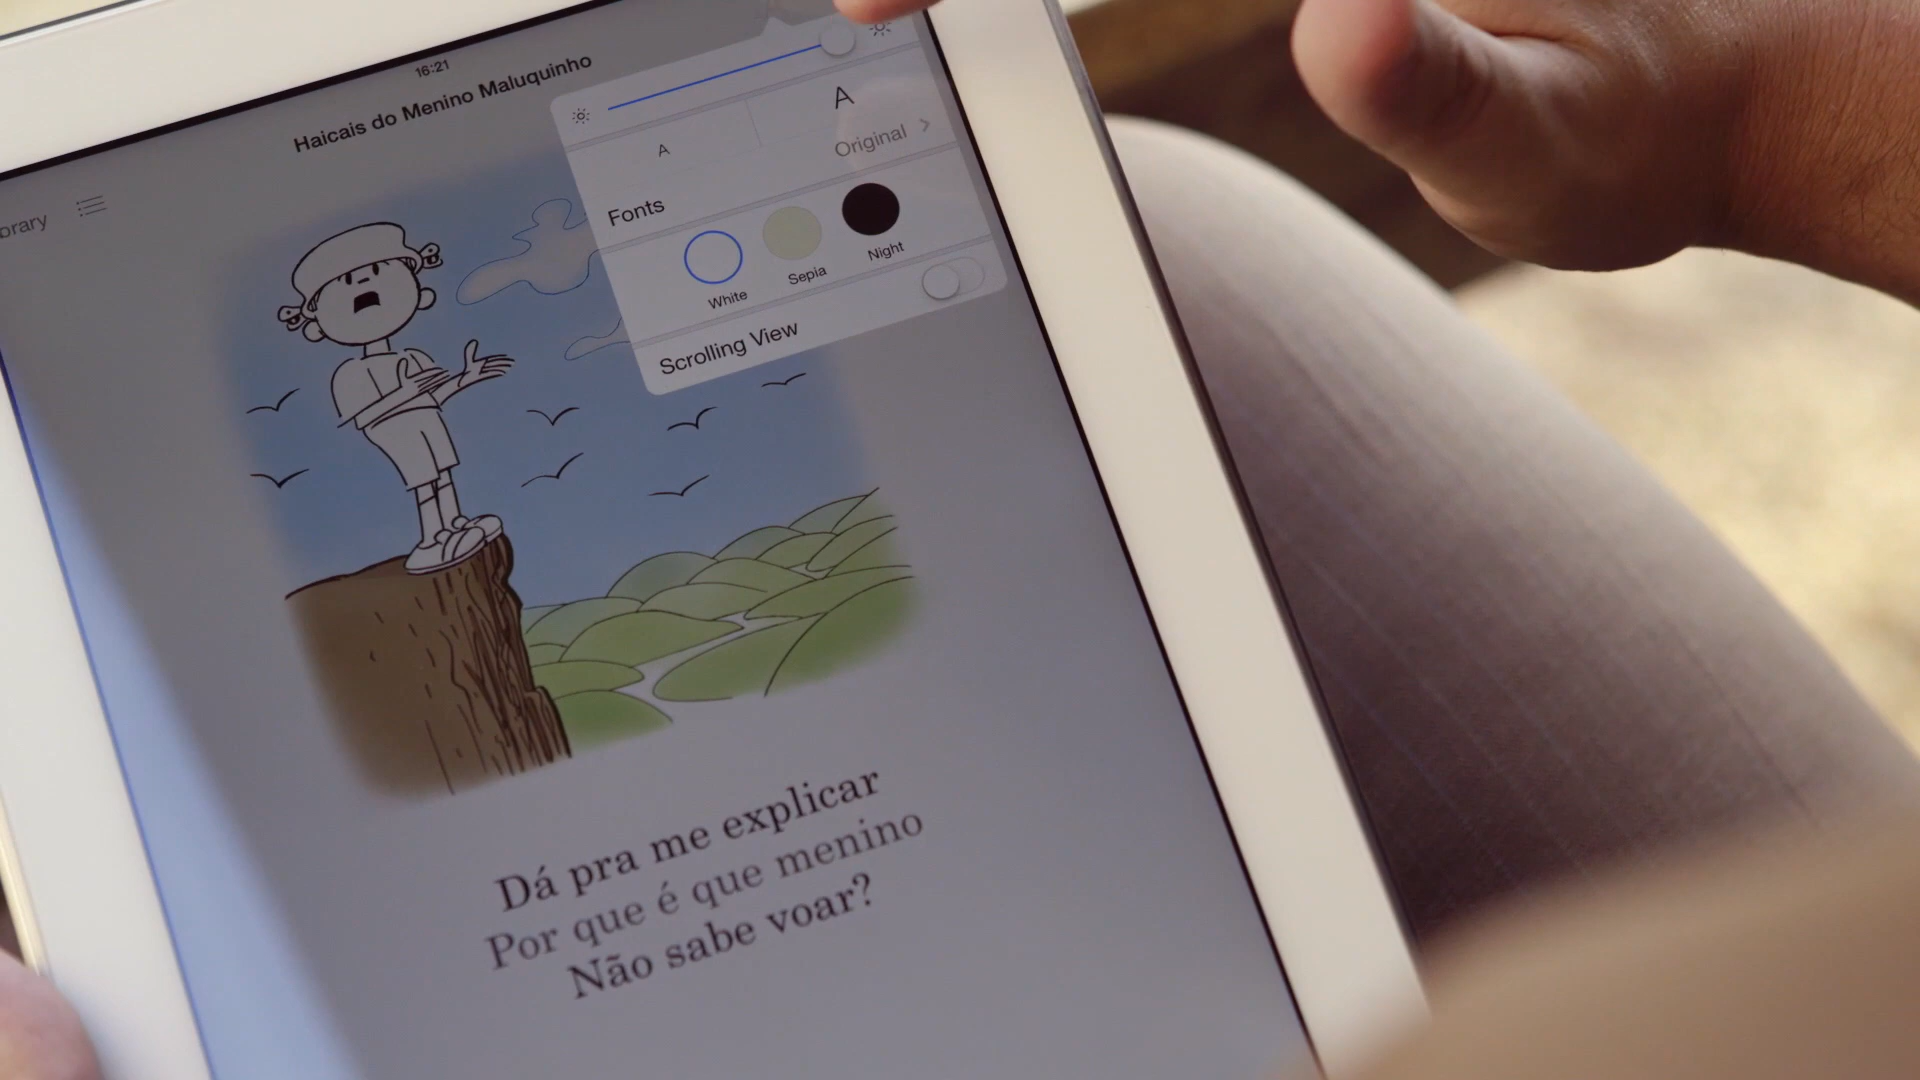 16:21
Haicais do Menino Maluquinho
brary
A
A
Original
Fonts
White
Sepia
Night
Scrolling View
Dá pra me explicar
Por que é que menino
Não sabe voar?